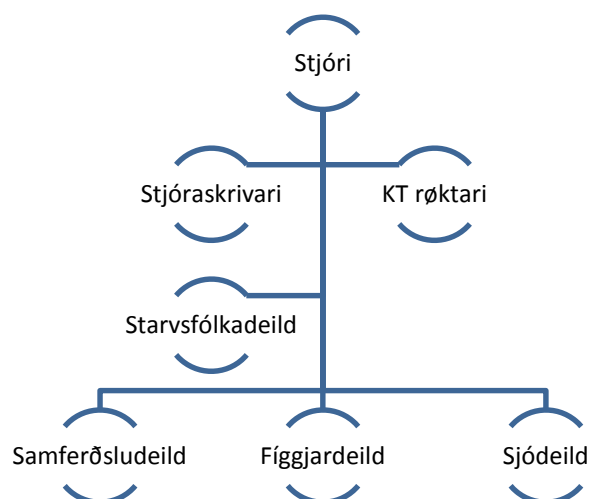 Stjóri
Stjóraskrivari
KT røktari
Starvsfólkadeild
Samferðsludeild
Fíggjardeild
Sjódeild